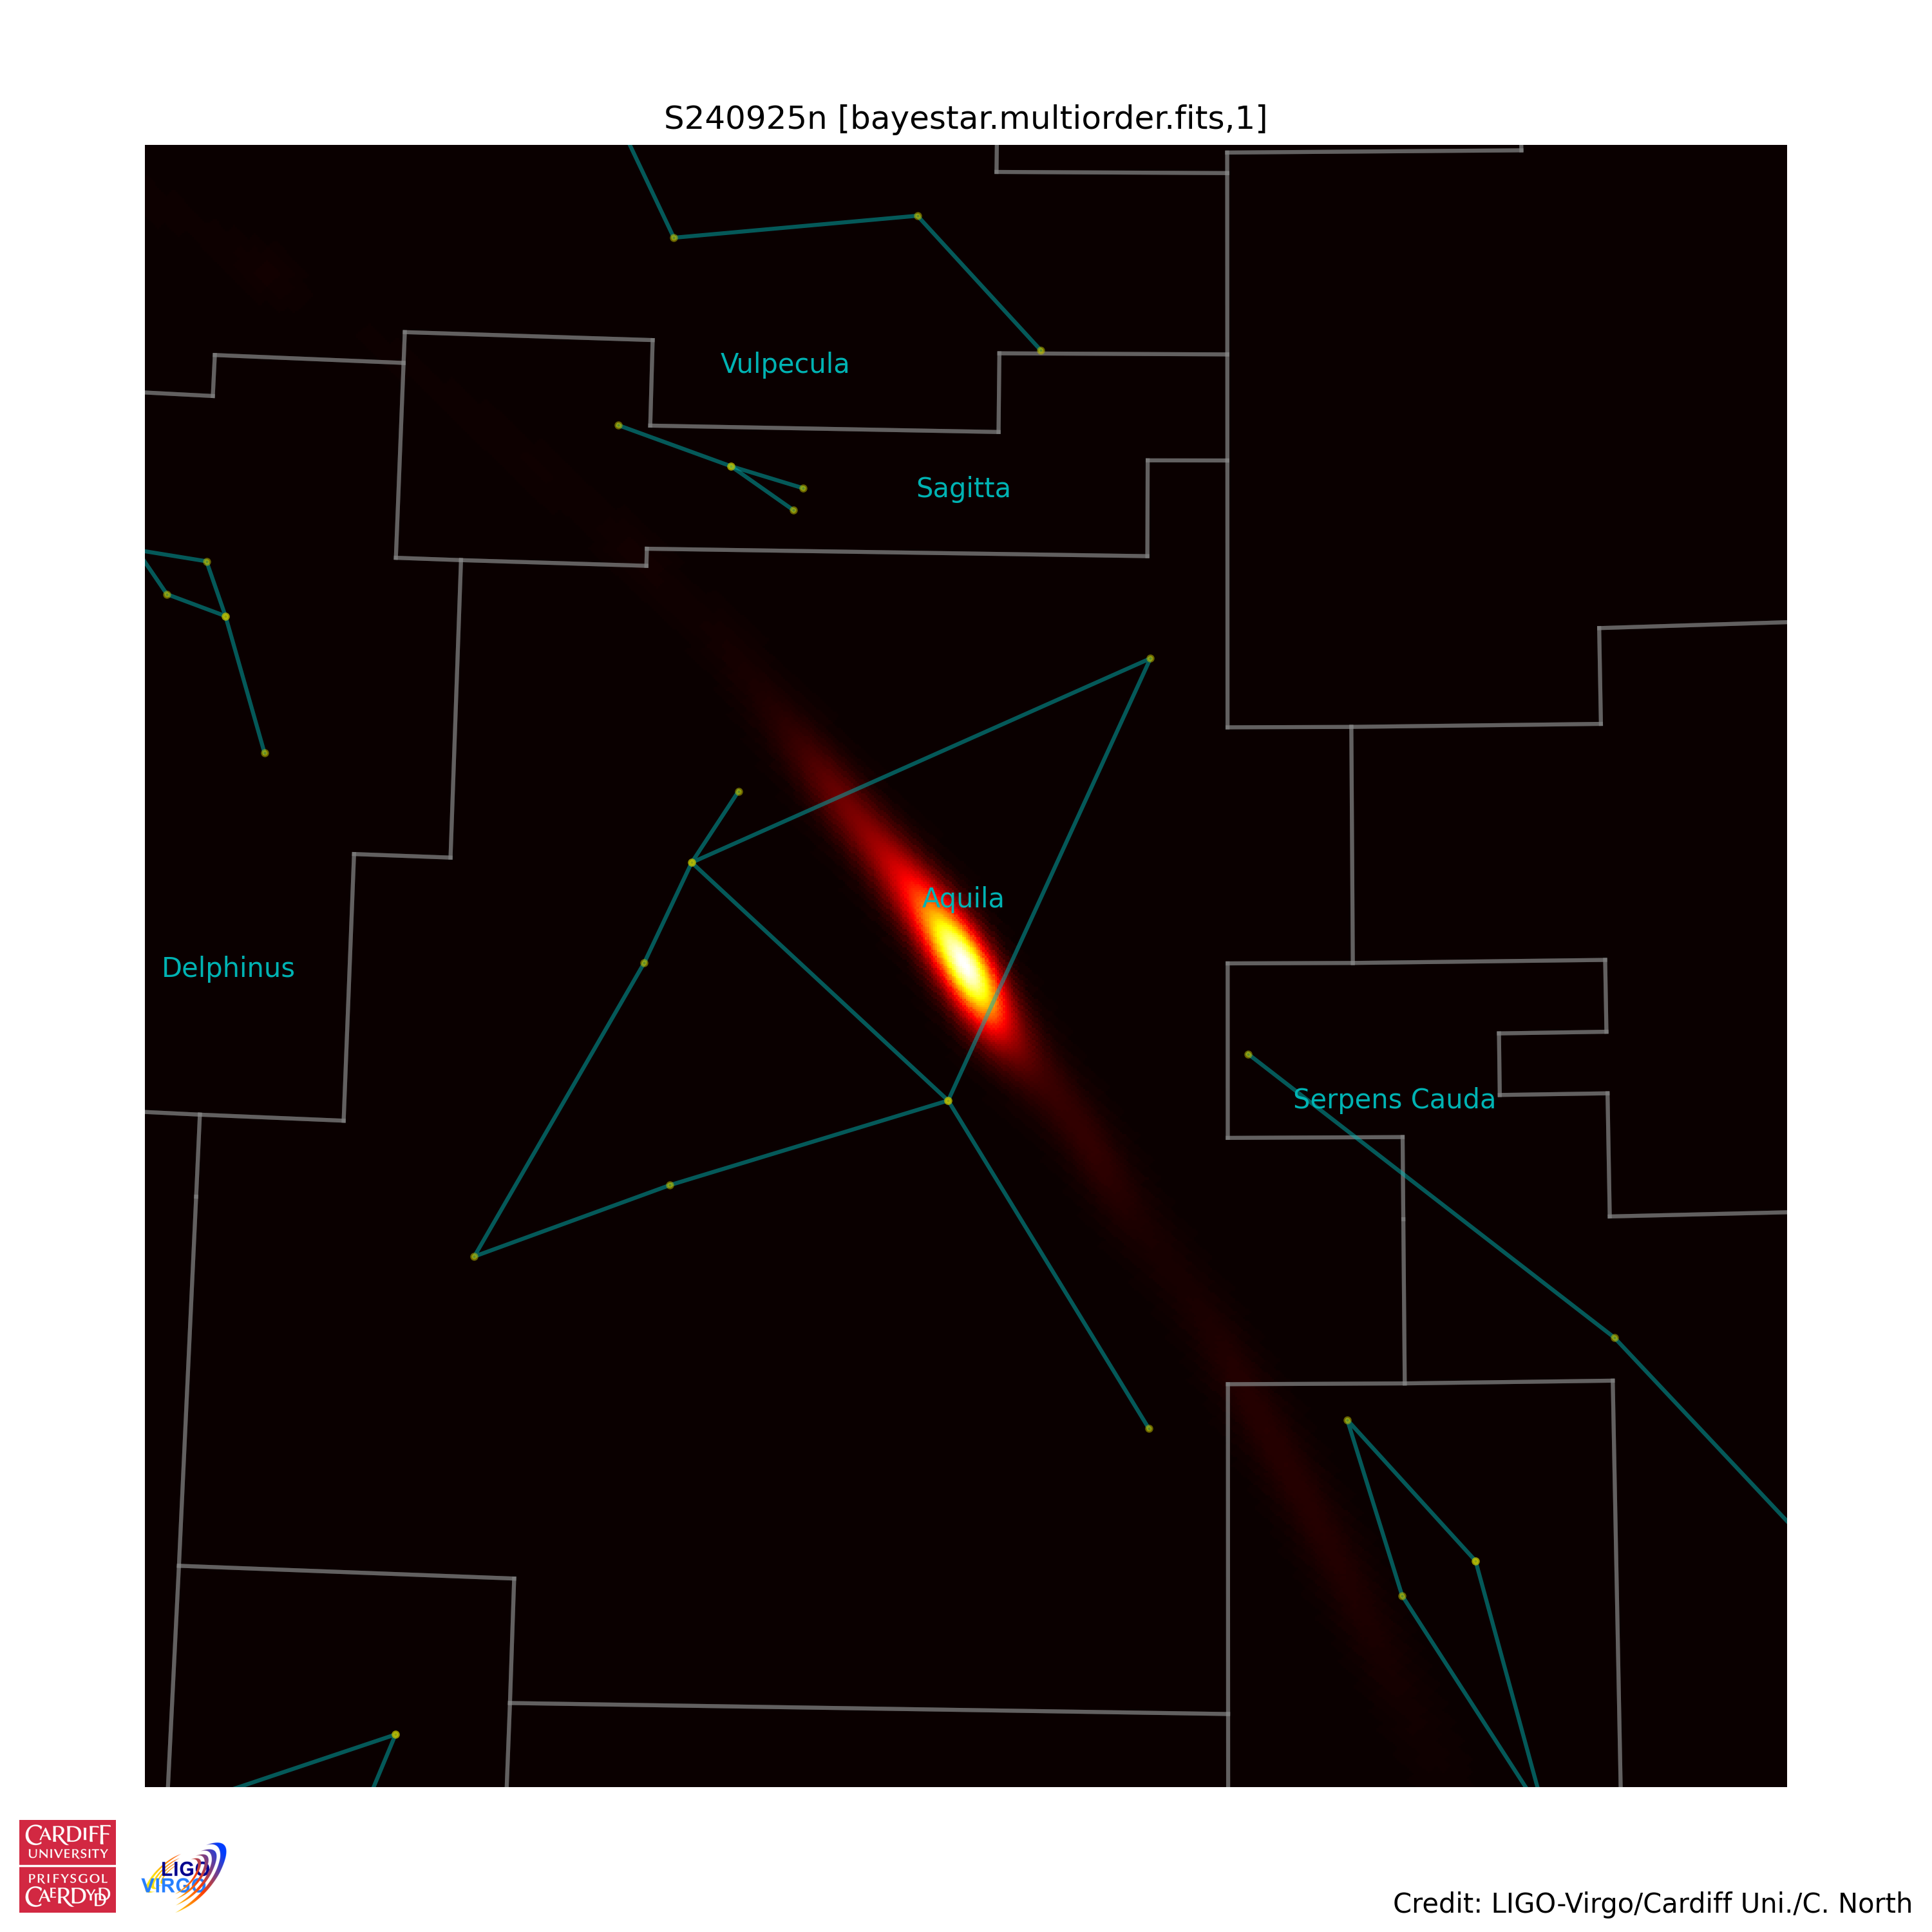 S240925n [bayestar.multiorder.fits,1]
Vulpecula
Sagitta
Aquila
Delphinus
Serpens Cauda
CARDIFF
UNIVERSITY
PRIFYSGOL
CAERDYDD
LIGO
VIRGO
Credit: LIGO-Virgo/Cardiff Uni./C. North